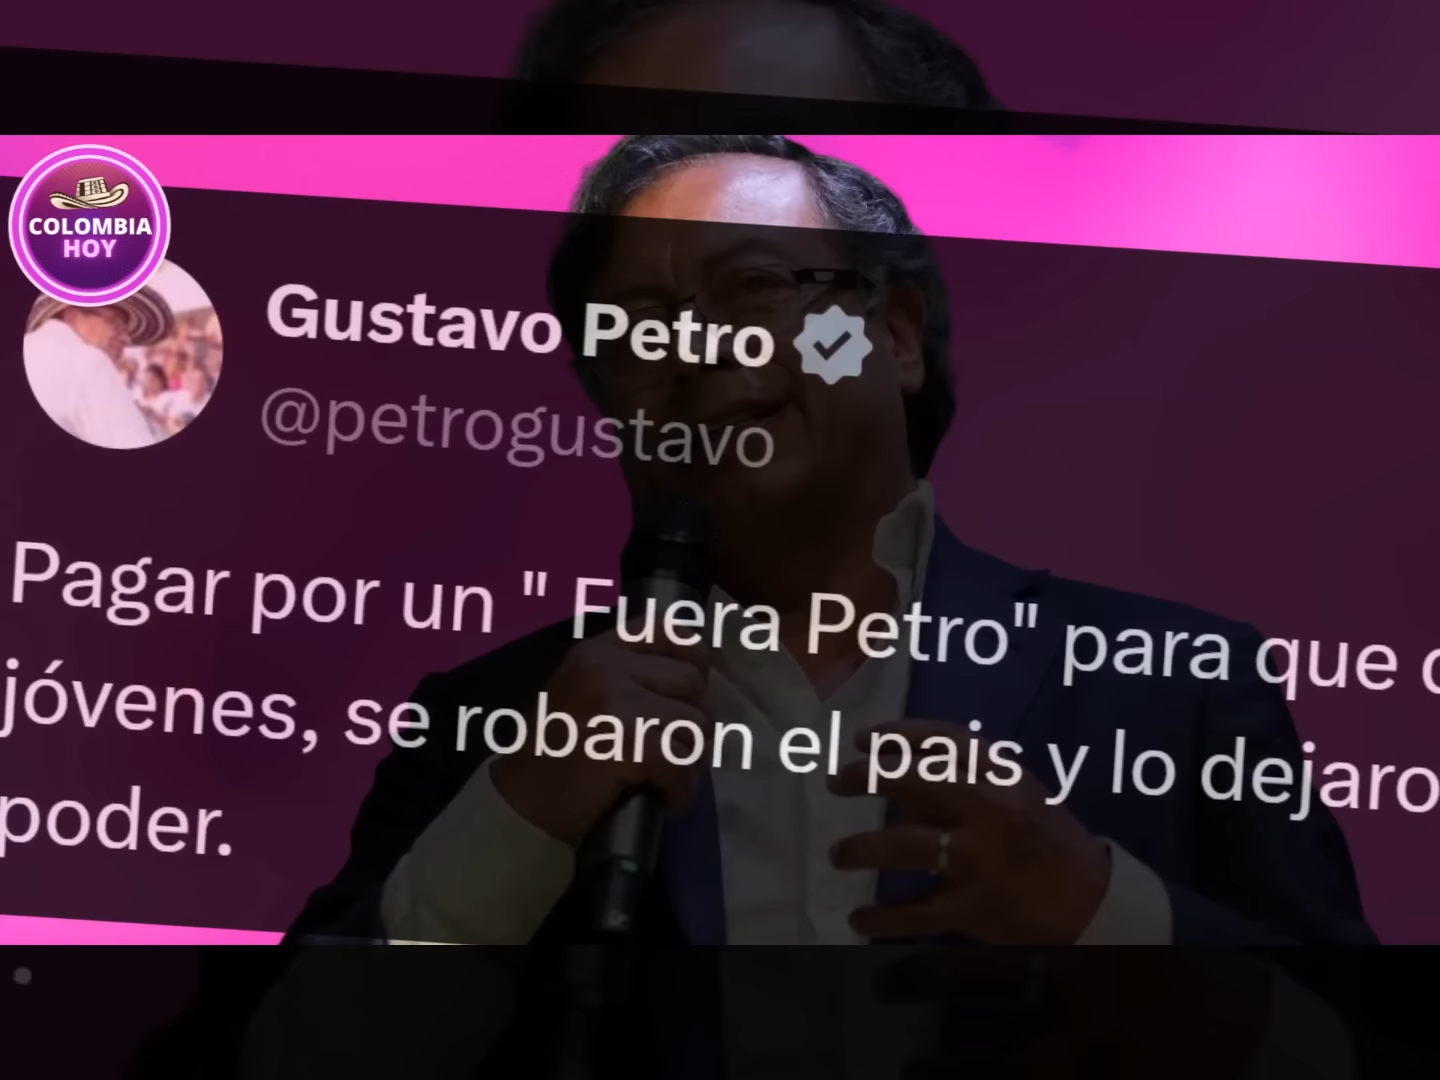 COLOMBIA
HOY
Gustavo Petro
@petrogustavo
Pagar por un " Fuera Petro" para que
jóvenes, se robaron el pais y lo dejaro
poder.